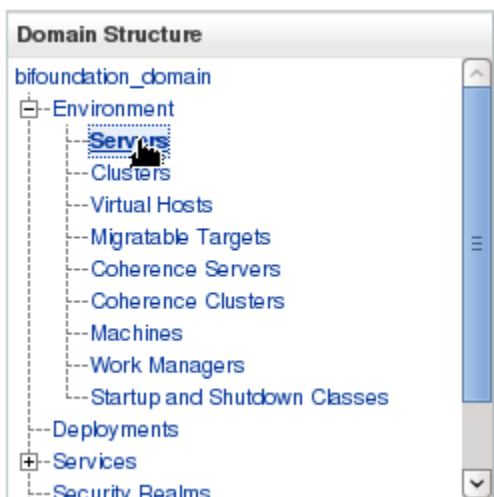 Domain Structure
bifoundation_domain
Environment
Servers
Clusters
Virtual Hosts
Migratable Targets
Coherence Servers
Coherence Clusters
Machines
Work Managers
Startup and Shutdown Classes
Deployments
Services
Security Realms